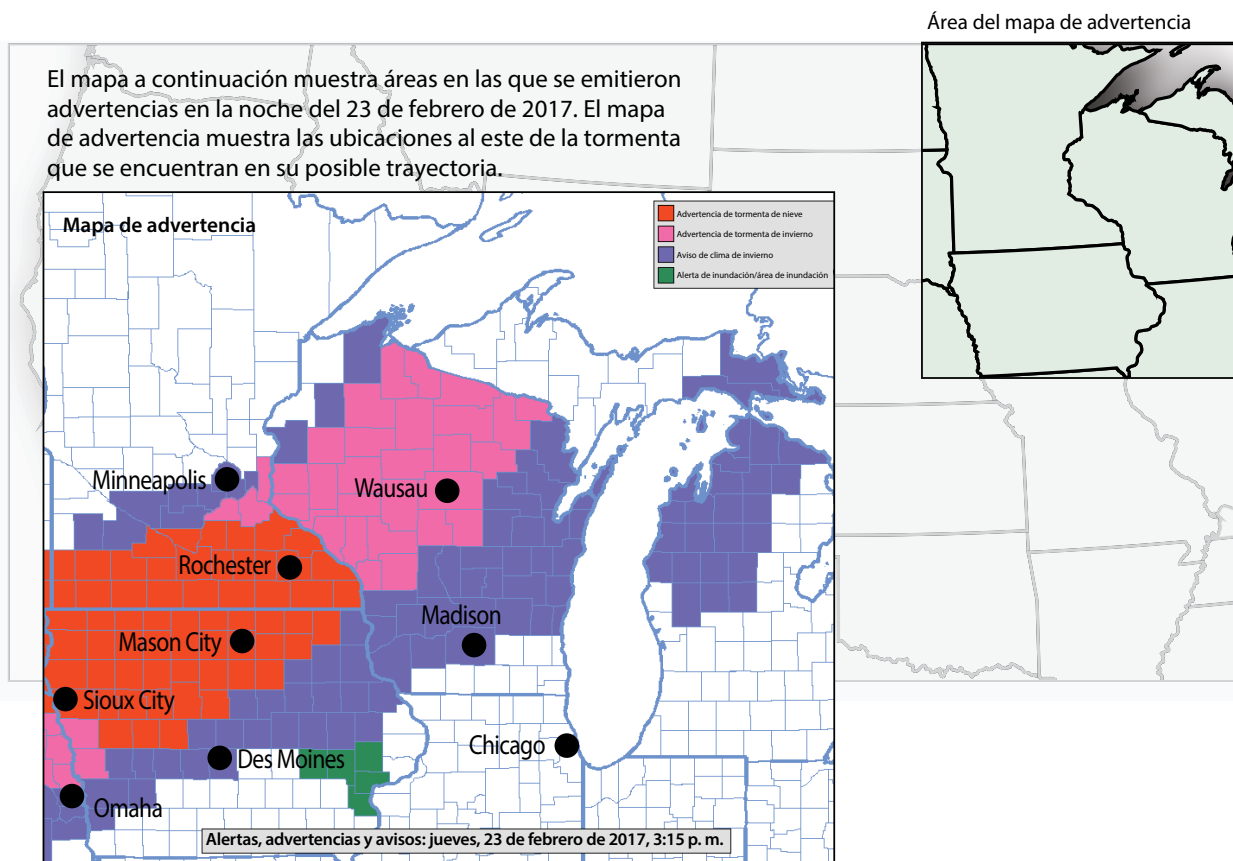 Área del mapa de advertencia
El mapa a continuación muestra áreas en las que se emitieron
advertencias en la noche del 23 de febrero de 2017. El mapa
de advertencia muestra las ubicaciones al este de la tormenta
que se encuentran en su posible trayectoria.
Mapa de advertencia
Advertencia de tormenta de nieve
Advertencia de tormenta de invierno
Aviso de clima de invierno
Alerta de inundación/área de inundación
Minneapolis
Wausau
Rochester
Madison
Mason City
Sioux City
Chicago
Des Moines
Omaha
Alertas, advertencias y avisos: jueves, 23 de febrero de 2017, 3:15 p. m.